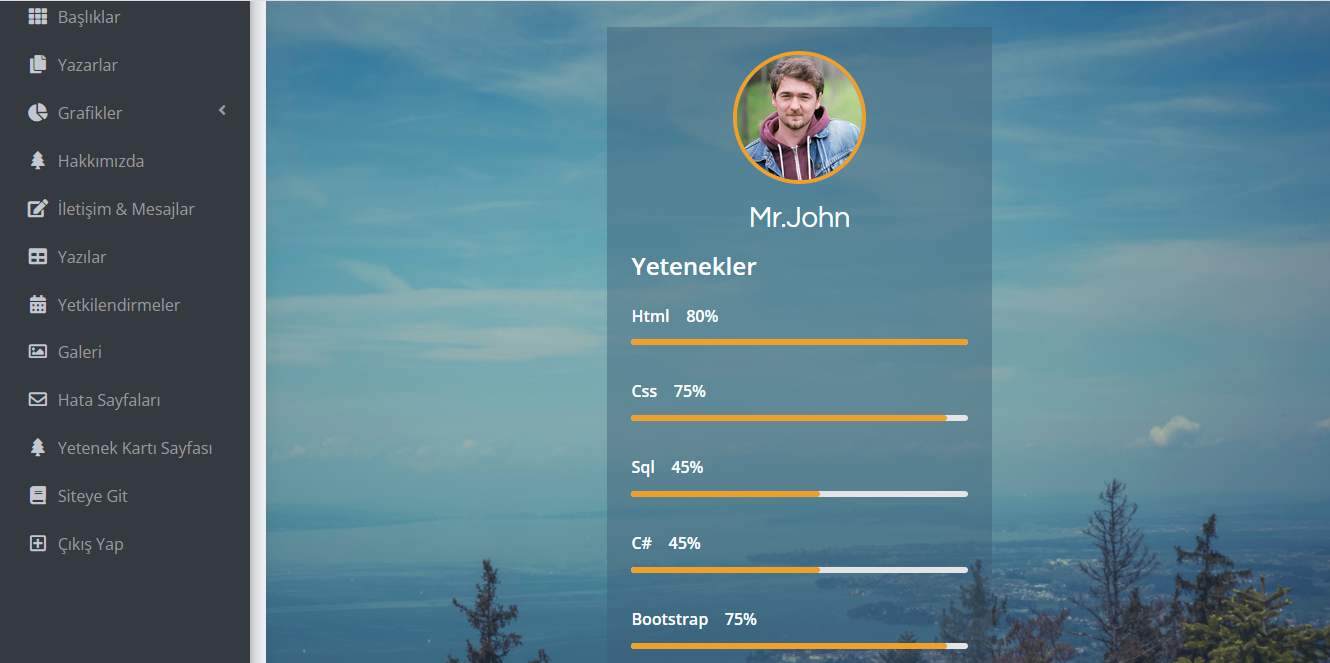 Başlıklar
Yazarlar
Grafikler
Hakkımızda
İletişim & Mesajlar
Yazılar
Yetkilendirmeler
Galeri
Hata Sayfaları
Yetenek Kartı Sayfası
Siteye Git
Çıkış Yap
Mr.John
Yetenekler
Html 80%
Css 75%
Sql 45%
C# 45%
Bootstrap 75%